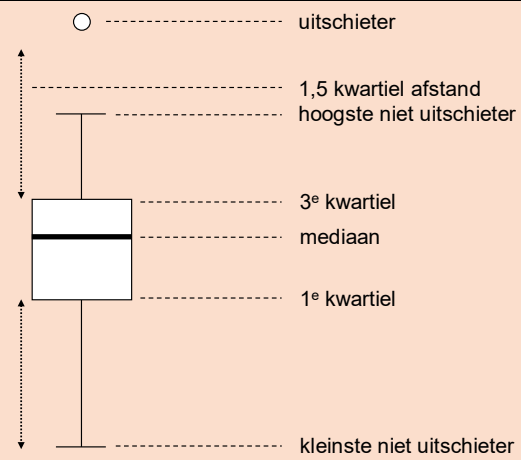 uitschieter
1,5 kwartiel afstand
hoogste niet uitschieter
3e kwartiel
mediaan
1e kwartiel
kleinste niet uitschieter